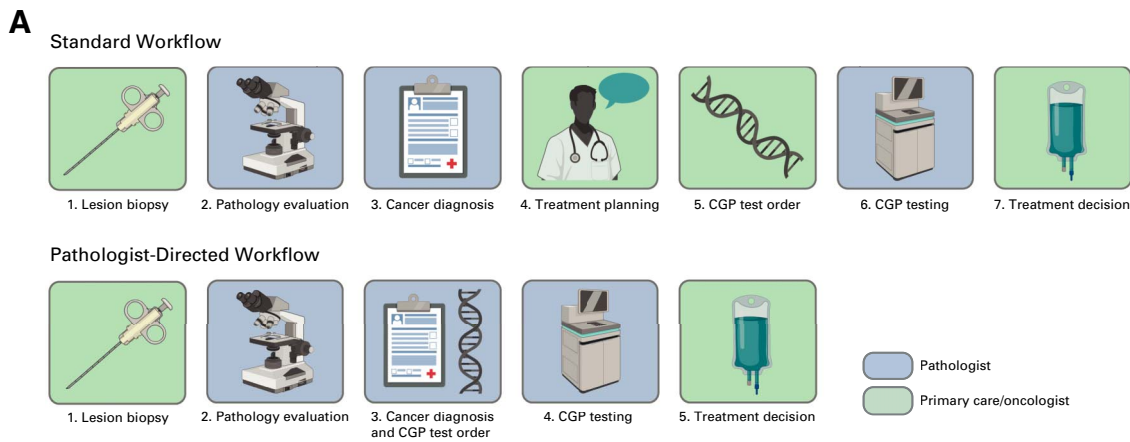 A
Standard Workflow
1. Lesion biopsy
2. Pathology evaluation
3. Cancer diagnosis
4. Treatment planning
5. CGP test order
6. CGP testing
7. Treatment decision
Pathologist-Directed Workflow
1. Lesion biopsy
2. Pathology evaluation
3. Cancer diagnosis
and CGP test order
4. CGP testing
5. Treatment decision
Pathologist
Primary care/oncologist